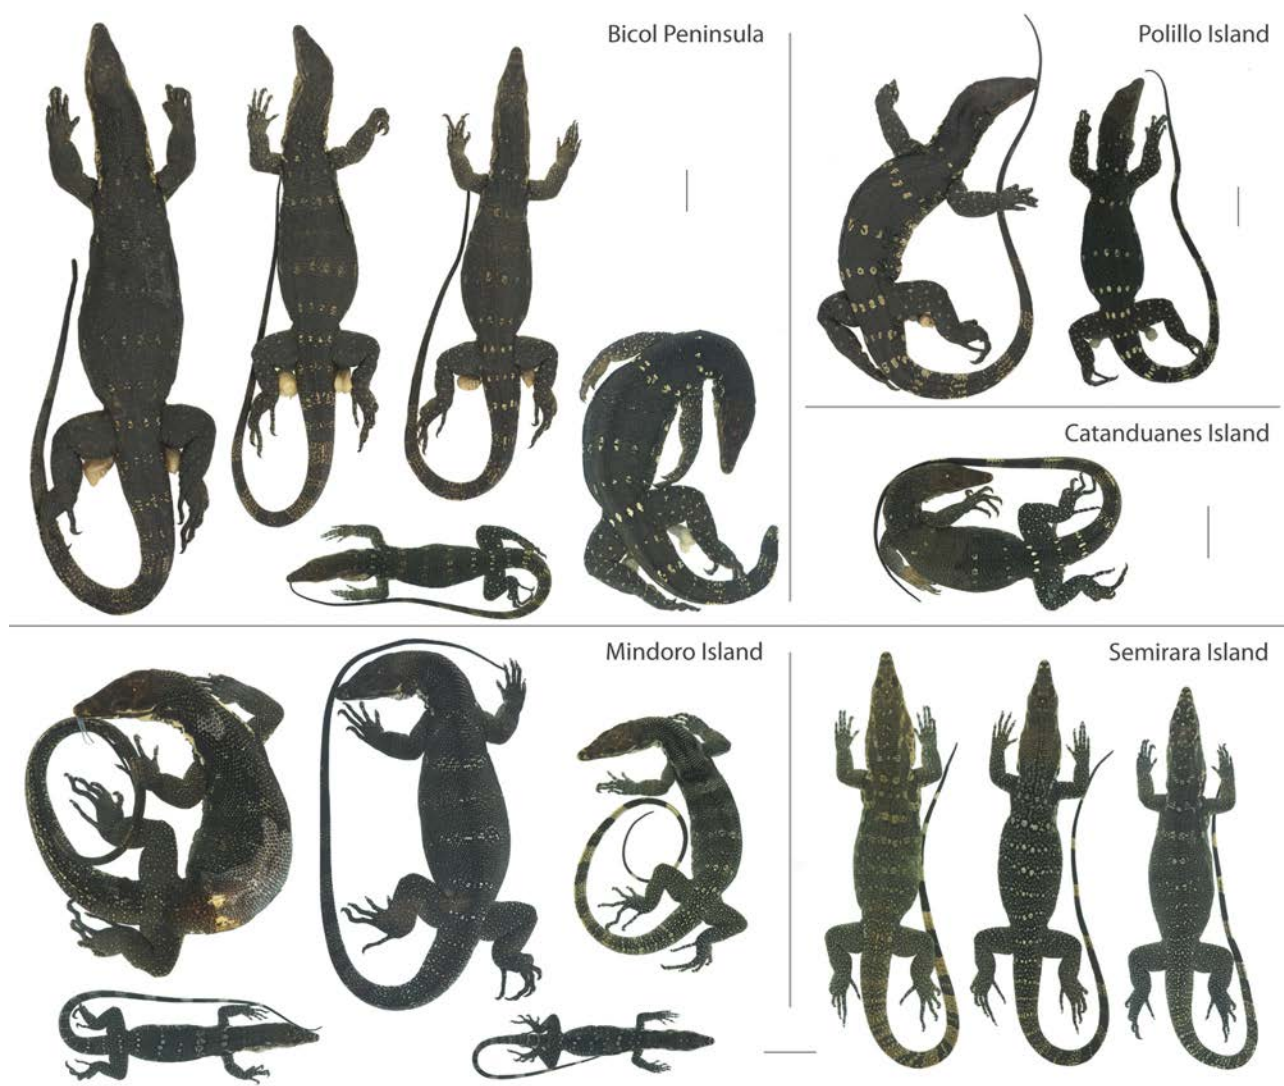 Bicol Peninsula
Polillo Island
Catanduanes Island
Mindoro Island
Semirara Island